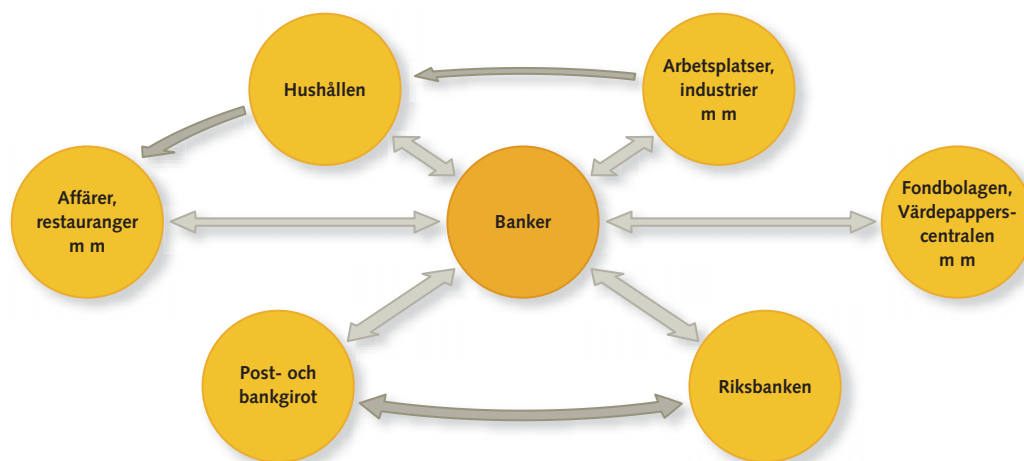 Hushållen
Arbetsplatser,
industrier
m m
Affärer,
restauranger
m m
Banker
Fondbolagen,
Värdepappers-
centralen
m m
Post- och
bankgirot
Riksbanken